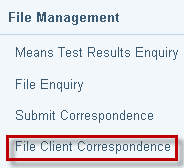 File Management
Means Test Results Enquiry
File Enquiry
Submit Correspondence
File Client Correspondence